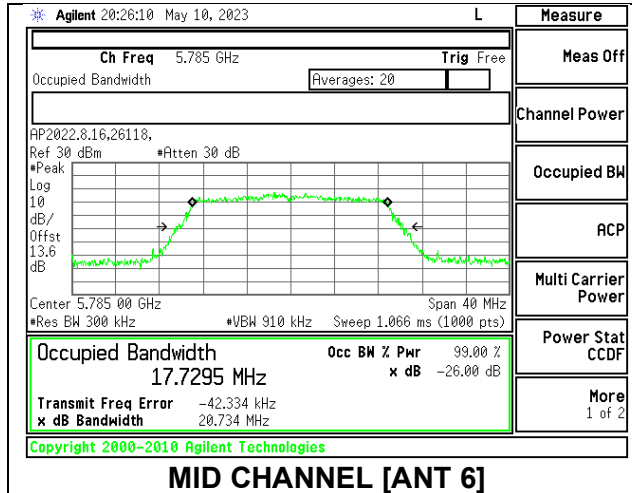 Agilent 20:26:10 May 10, 2023 L
Measure
Ch Freq 5.785 GHz Trig Free
Occupied Bandwidth Averages: 20
AP2022.8.16,26118,
Ref 30 dBm #Atten 30 dB
#Peak
Log
10
dB/
Offst
13.6
dB
Center 5.785 00 GHz Span 40 MHz
#Res BW 300 kHz #VBW 910 kHz Sweep 1.066 ms (1000 pts)
Occupied Bandwidth Occ BW % Pwr 99.00 %
17.7295 MHz x dB -26.00 dB
Transmit Freq Error -42.334 kHz
x dB Bandwidth 20.734 MHz
Copyright 2000-2010 Agilent Technologies
Meas Off
Channel Power
Occupied BW
ACP
Multi Carrier
Power
Power Stat
CCDF
More
1 of 2
MID CHANNEL [ANT 6]